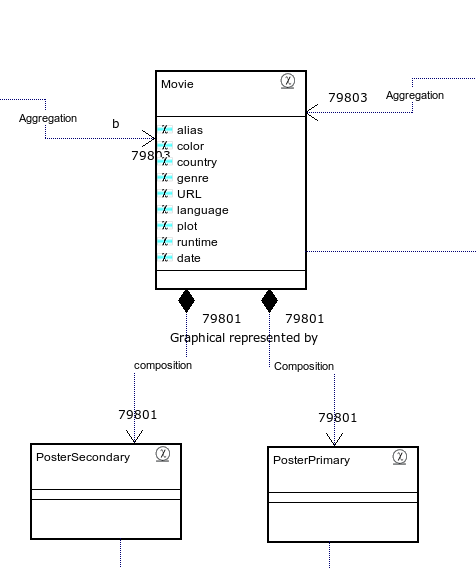 Movie
79803
Aggregation
Aggregation
b
79803
alias
color
country
genre
URL
language
plot
runtime
date
79801
79801
Graphical represented by
composition
Composition
79801
79801
PosterSecondary
PosterPrimary